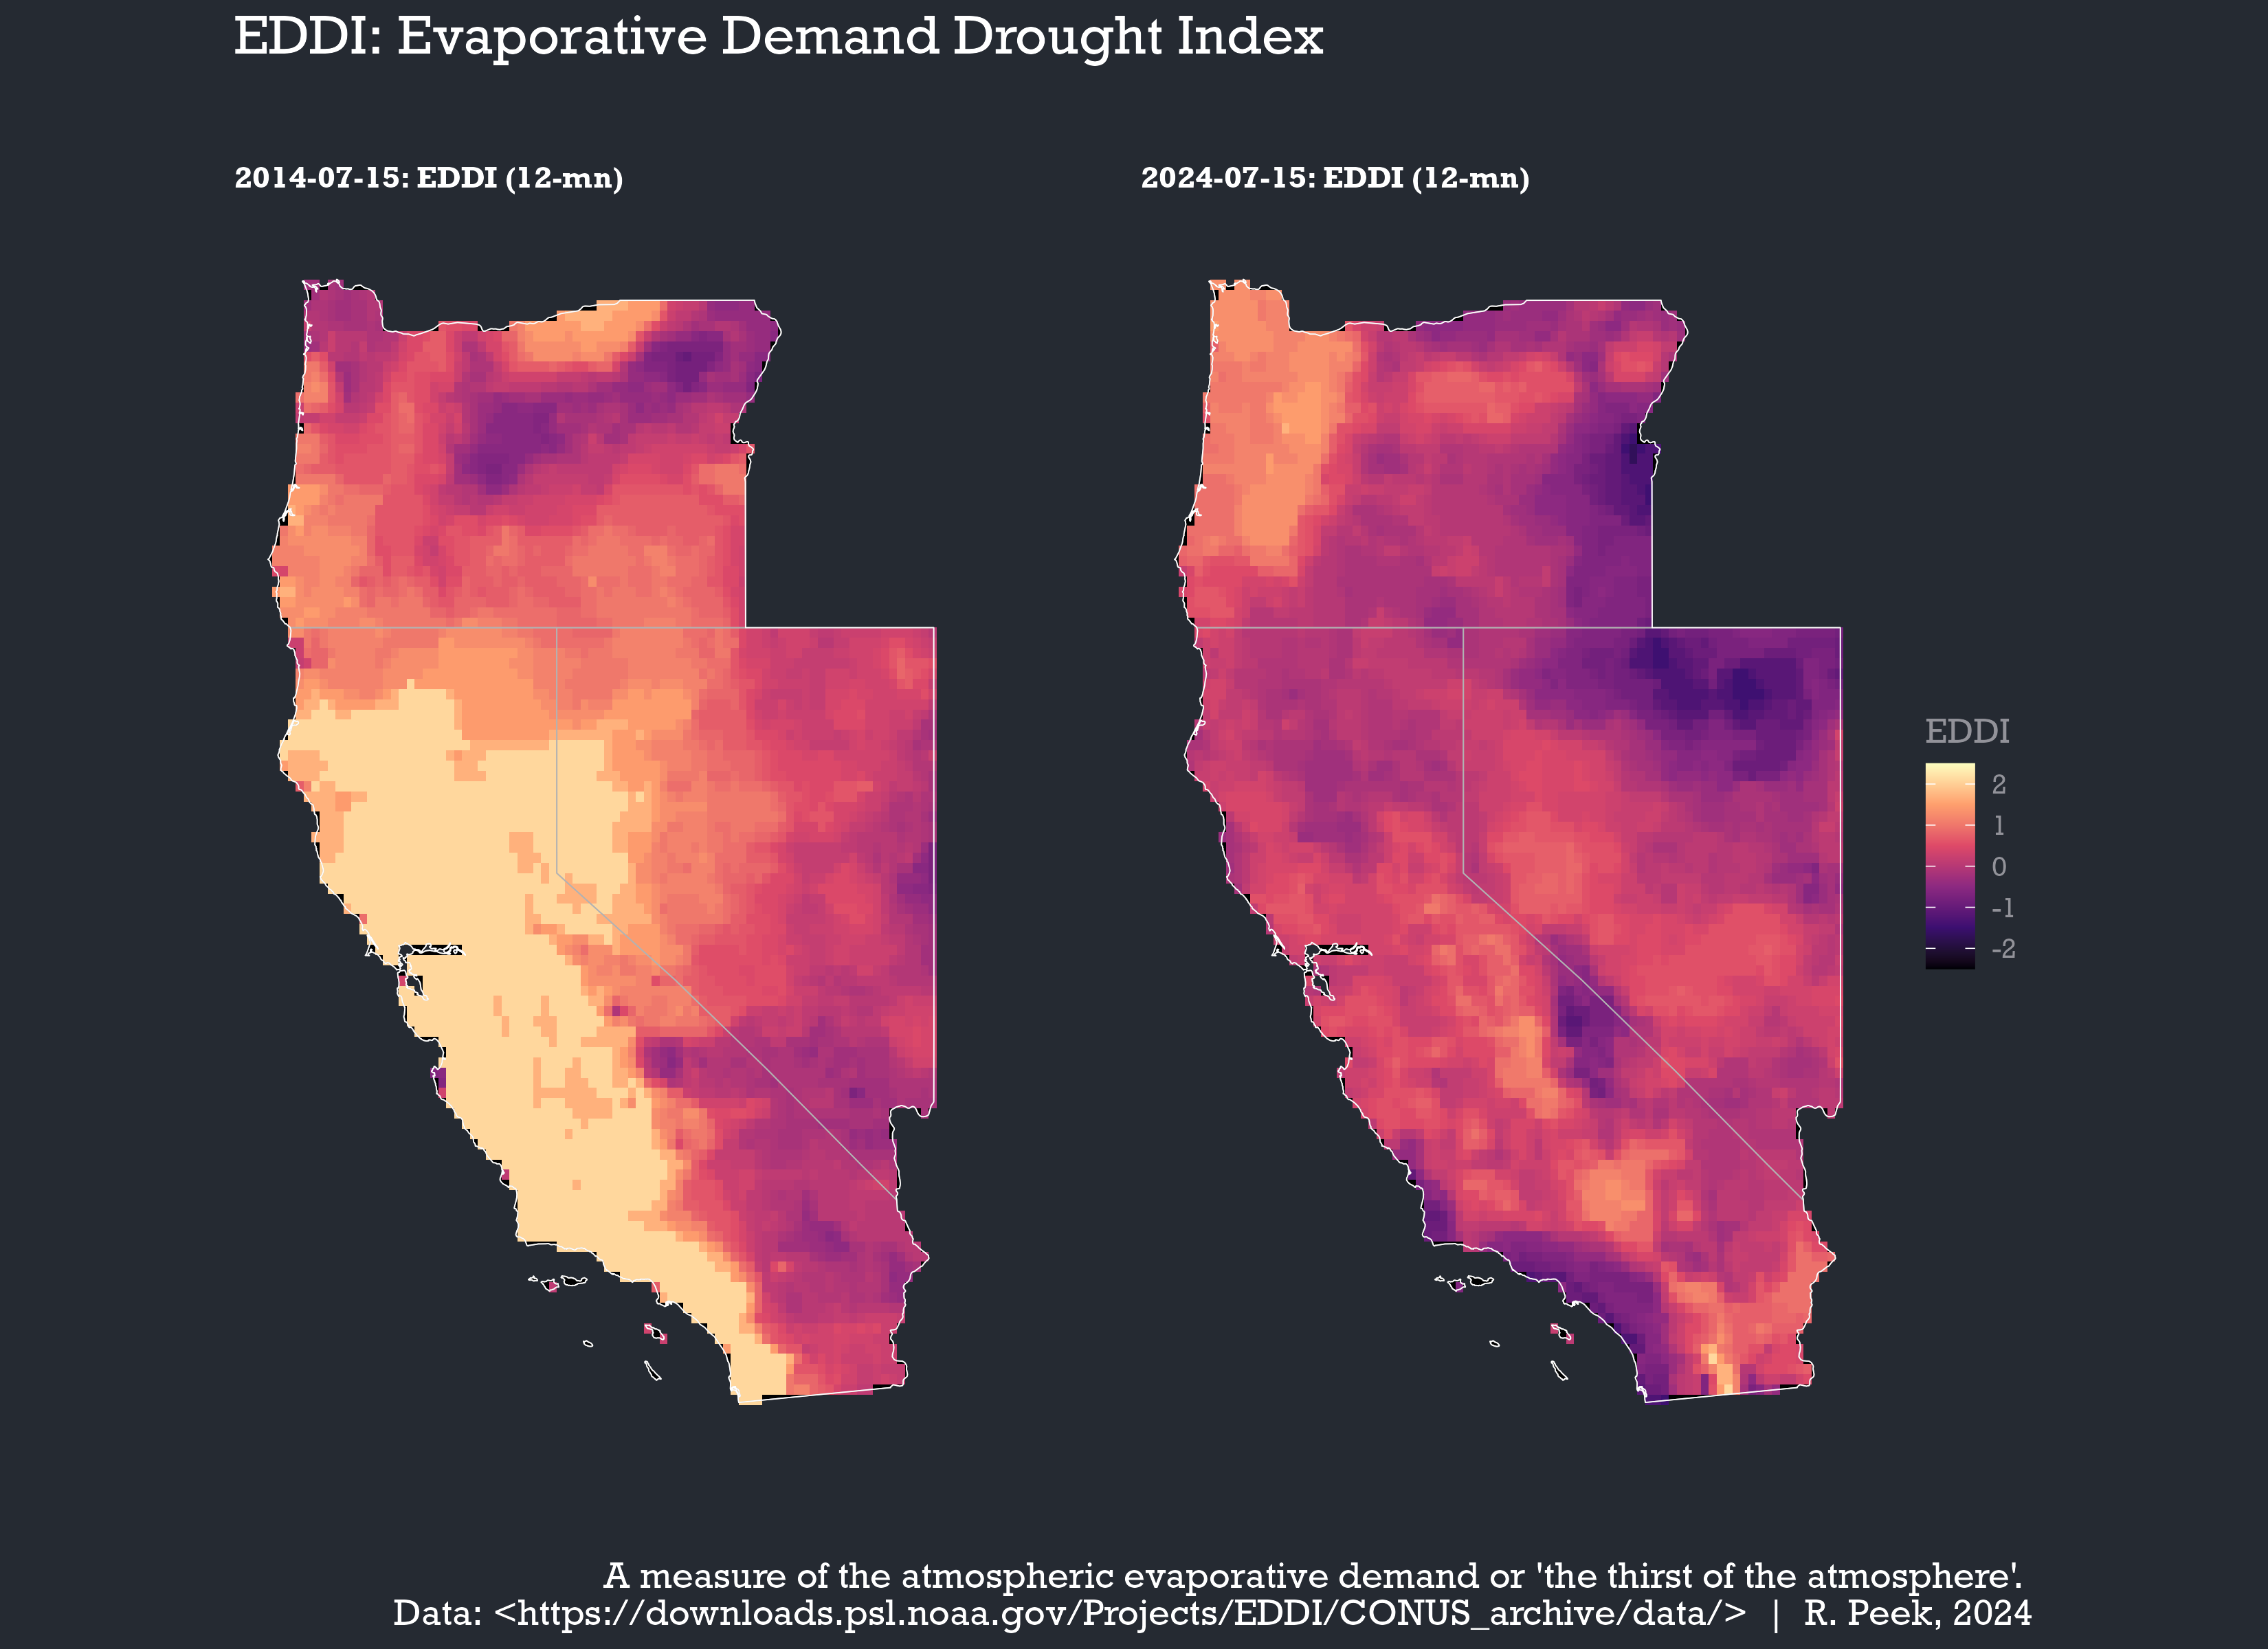 EDDI: Evaporative Demand Drought Index
2014-07-15: EDDI (12-mn)
2024-07-15: EDDI (12-mn)
EDDI
2
1
0
-1
-2
A measure of the atmospheric evaporative demand or 'the thirst of the atmosphere'.
Data: <https://downloads.psl.noaa.gov/Projects/EDDI/CONUS_archive/data/> | R. Peek, 2024